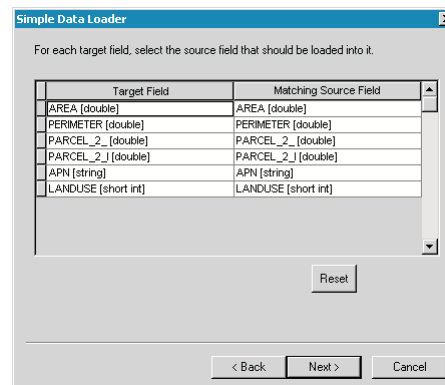 Simple Data Loader
For each target field, select the source field that should be loaded into it.
Target Field Matching Source Field
AREA [double] AREA [double]
PERIMETER [double] PERIMETER [double]
PARCEL_2_ [double] PARCEL_2_ [double]
PARCEL_2_I [double] PARCEL_2_I [double]
APN [string] APN [string]
LANDUSE [short int] LANDUSE [short int]
Reset
< Back Next > Cancel